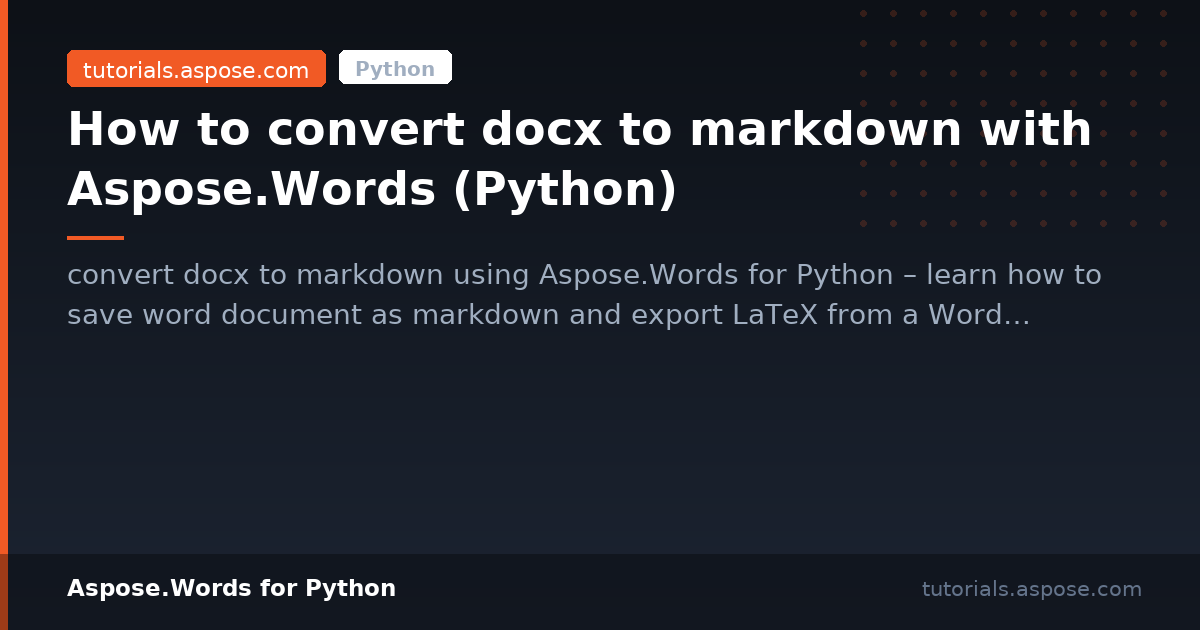 tutorials.aspose.com
Python
How to convert docx to markdown with
Aspose.Words (Python)
convert docx to markdown using Aspose.Words for Python – learn how to
save word document as markdown and export LaTeX from a Word…
Aspose.Words for Python
tutorials.aspose.com